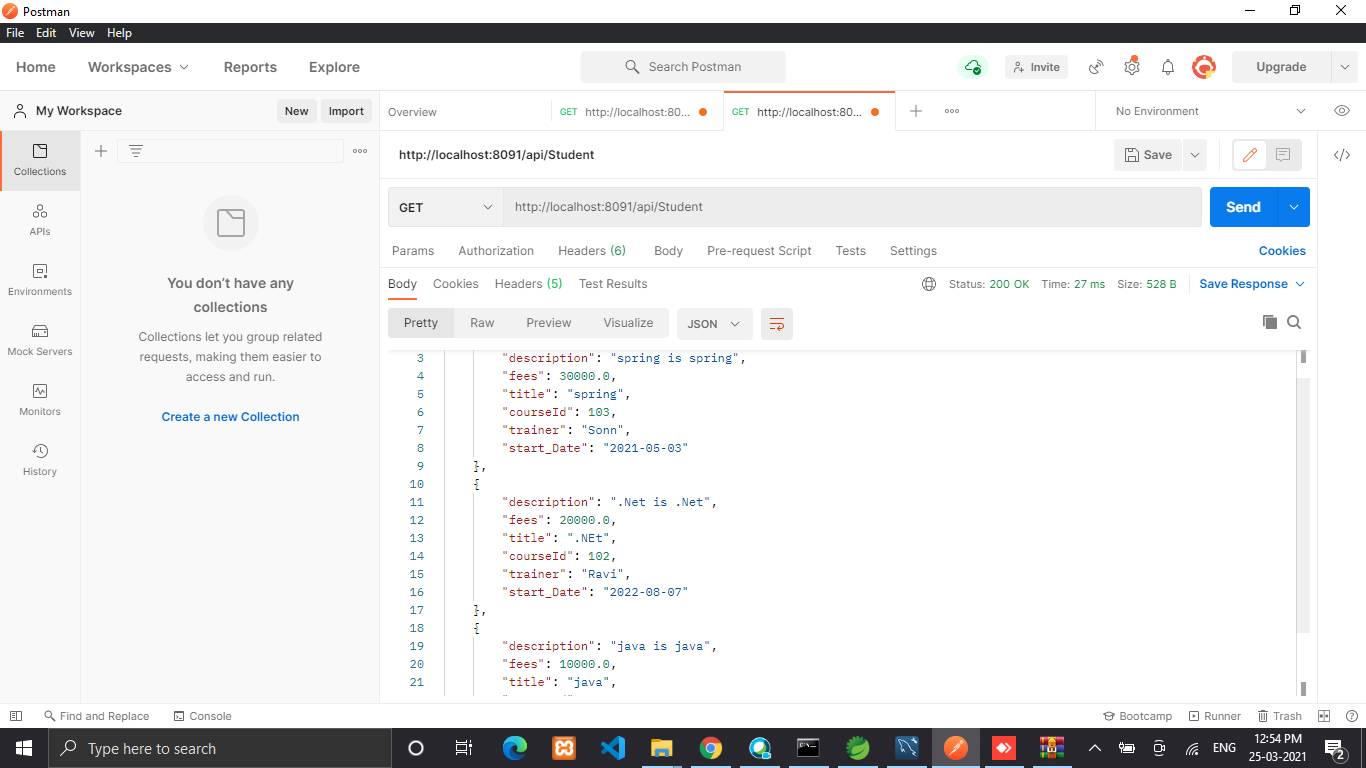 Postman
File Edit View Help
Home Workspaces Reports Explore Search Postman Invite Upgrade
My Workspace New Import
Overview GET http://localhost:80... GET http://localhost:80... No Environment
http://localhost:8091/api/Student Save
GET http://localhost:8091/api/Student Send
Params Authorization Headers (6) Body Pre-request Script Tests Settings Cookies
Body Cookies Headers (5) Test Results Status: 200 OK Time: 27 ms Size: 528 B Save Response
Pretty Raw Preview Visualize JSON
Collections
APIs
Environments
Mock Servers
Monitors
History
You don't have any
collections
Collections let you group related
requests, making them easier to
access and run.
Create a new Collection
3 "description": "spring is spring",
4 "fees": 30000.0,
5 "title": "spring",
6 "courseId": 103,
7 "trainer": "Sonn",
8 "start_Date": "2021-05-03"
9 },
10 {
11 "description": ".Net is .Net",
12 "fees": 20000.0,
13 "title": ".NEt",
14 "courseId": 102,
15 "trainer": "Ravi",
16 "start_Date": "2022-08-07"
17 },
18 {
19 "description": "java is java",
20 "fees": 10000.0,
21 "title": "java",
Find and Replace Console Bootcamp Runner Trash
Type here to search ENG 12:54 PM
25-03-2021 2